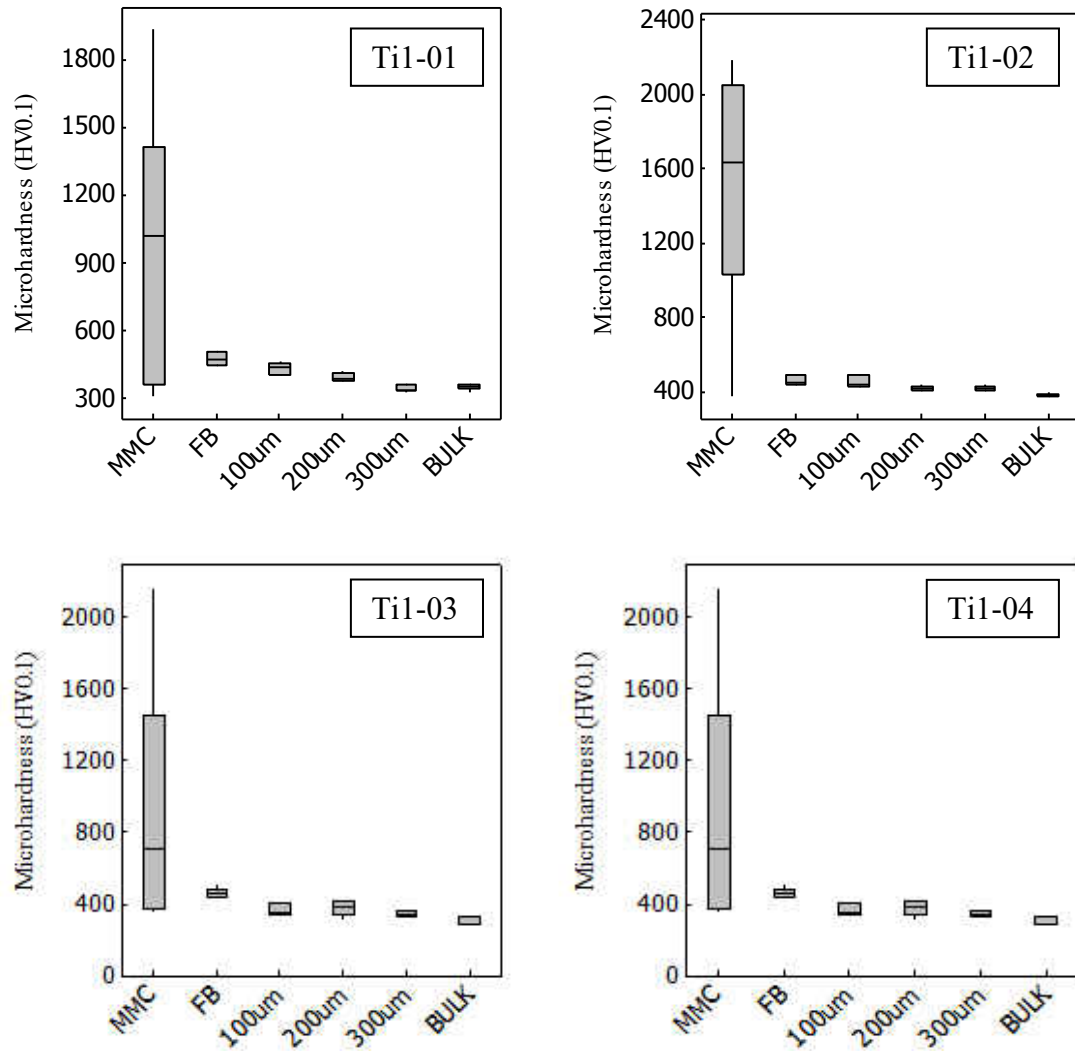 Ti1-01
Microhardness (HV0.1)
1800
1500
1200
900
600
300
MMC
FB
100um
200um
300um
BULK
Ti1-02
Microhardness (HV0.1)
2400
2000
1600
1200
800
400
MMC
FB
100um
200um
300um
BULK
Ti1-03
Microhardness (HV0.1)
2000
1600
1200
800
400
0
MMC
FB
100um
200um
300um
BULK
Ti1-04
Microhardness (HV0.1)
2000
1600
1200
800
400
0
MMC
FB
100um
200um
300um
BULK